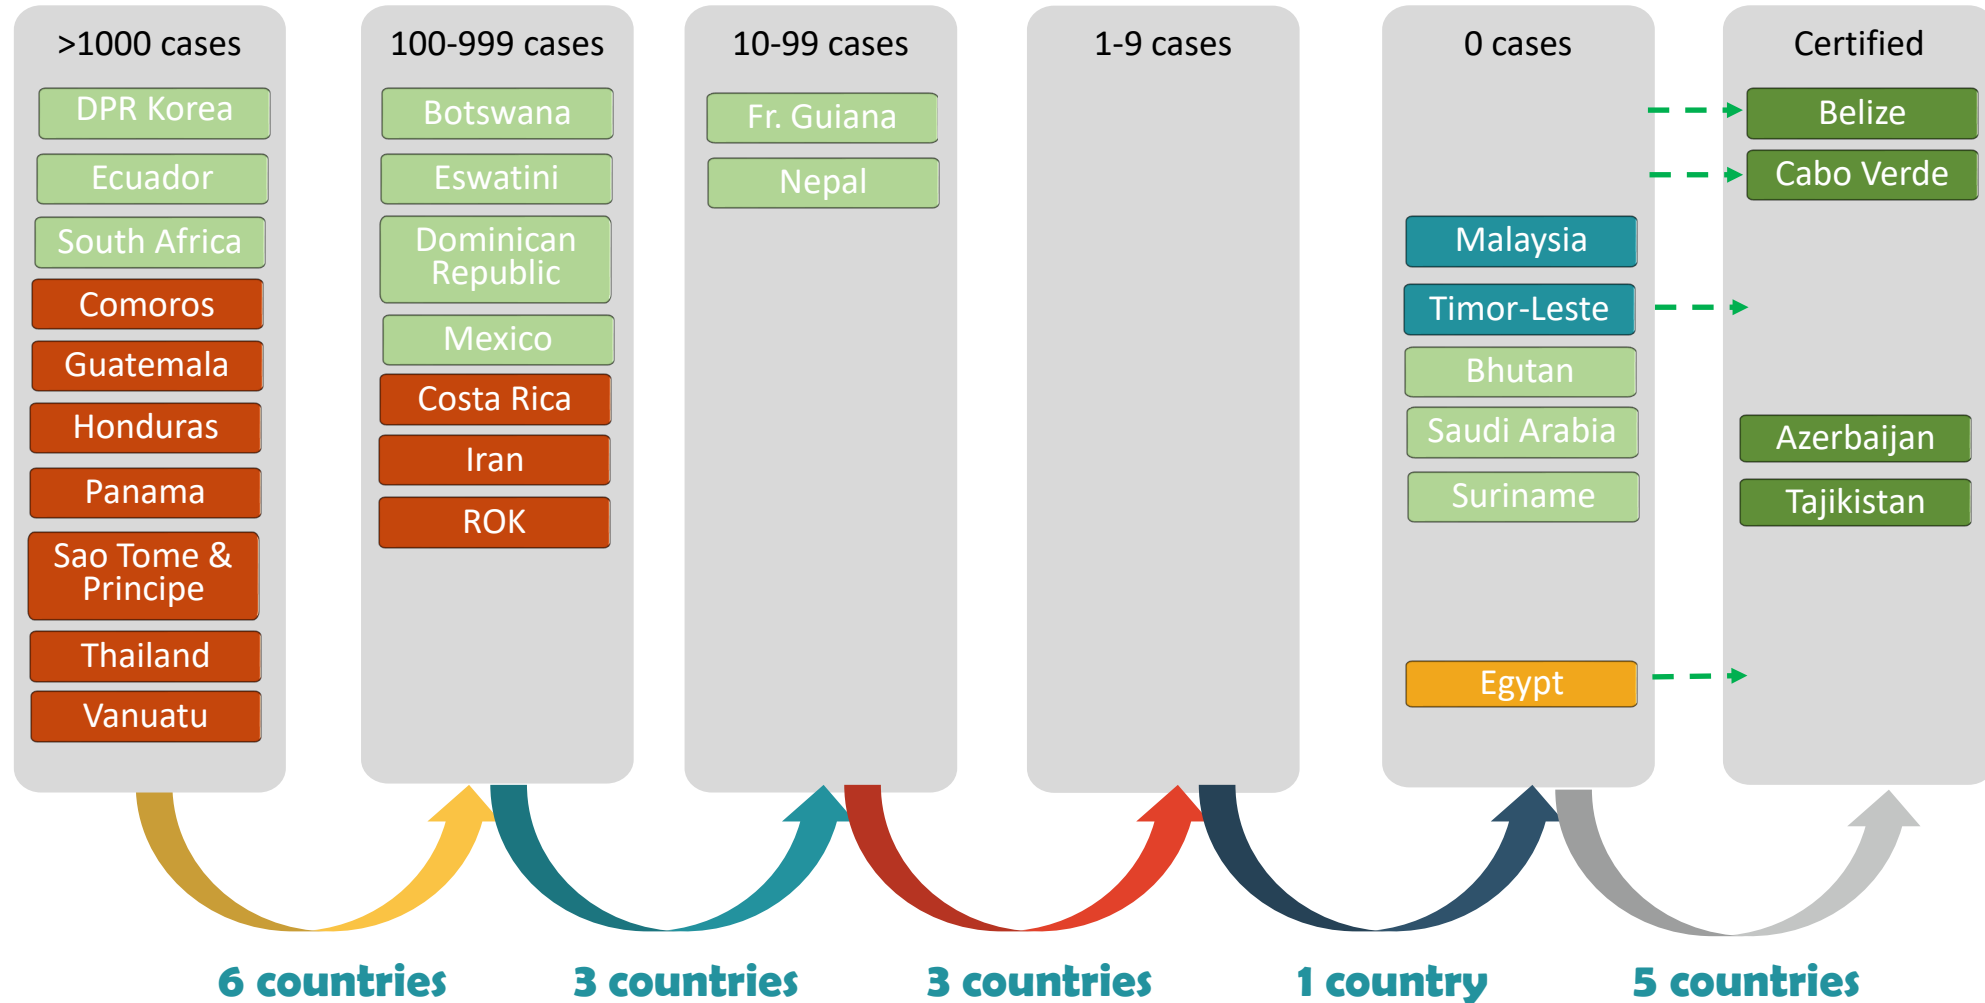 >1000 cases
DPR Korea
Ecuador
South Africa
Comoros
Guatemala
Honduras
Panama
Sao Tome &
Principe
Thailand
Vanuatu
100-999 cases
Botswana
Eswatini
Dominican
Republic
Mexico
Costa Rica
Iran
ROK
10-99 cases
Fr. Guiana
Nepal
1-9 cases
0 cases
Malaysia
Timor-Leste
Bhutan
Saudi Arabia
Suriname
Egypt
Certified
Belize
Cabo Verde
Azerbaijan
Tajikistan
6 countries
3 countries
3 countries
1 country
5 countries